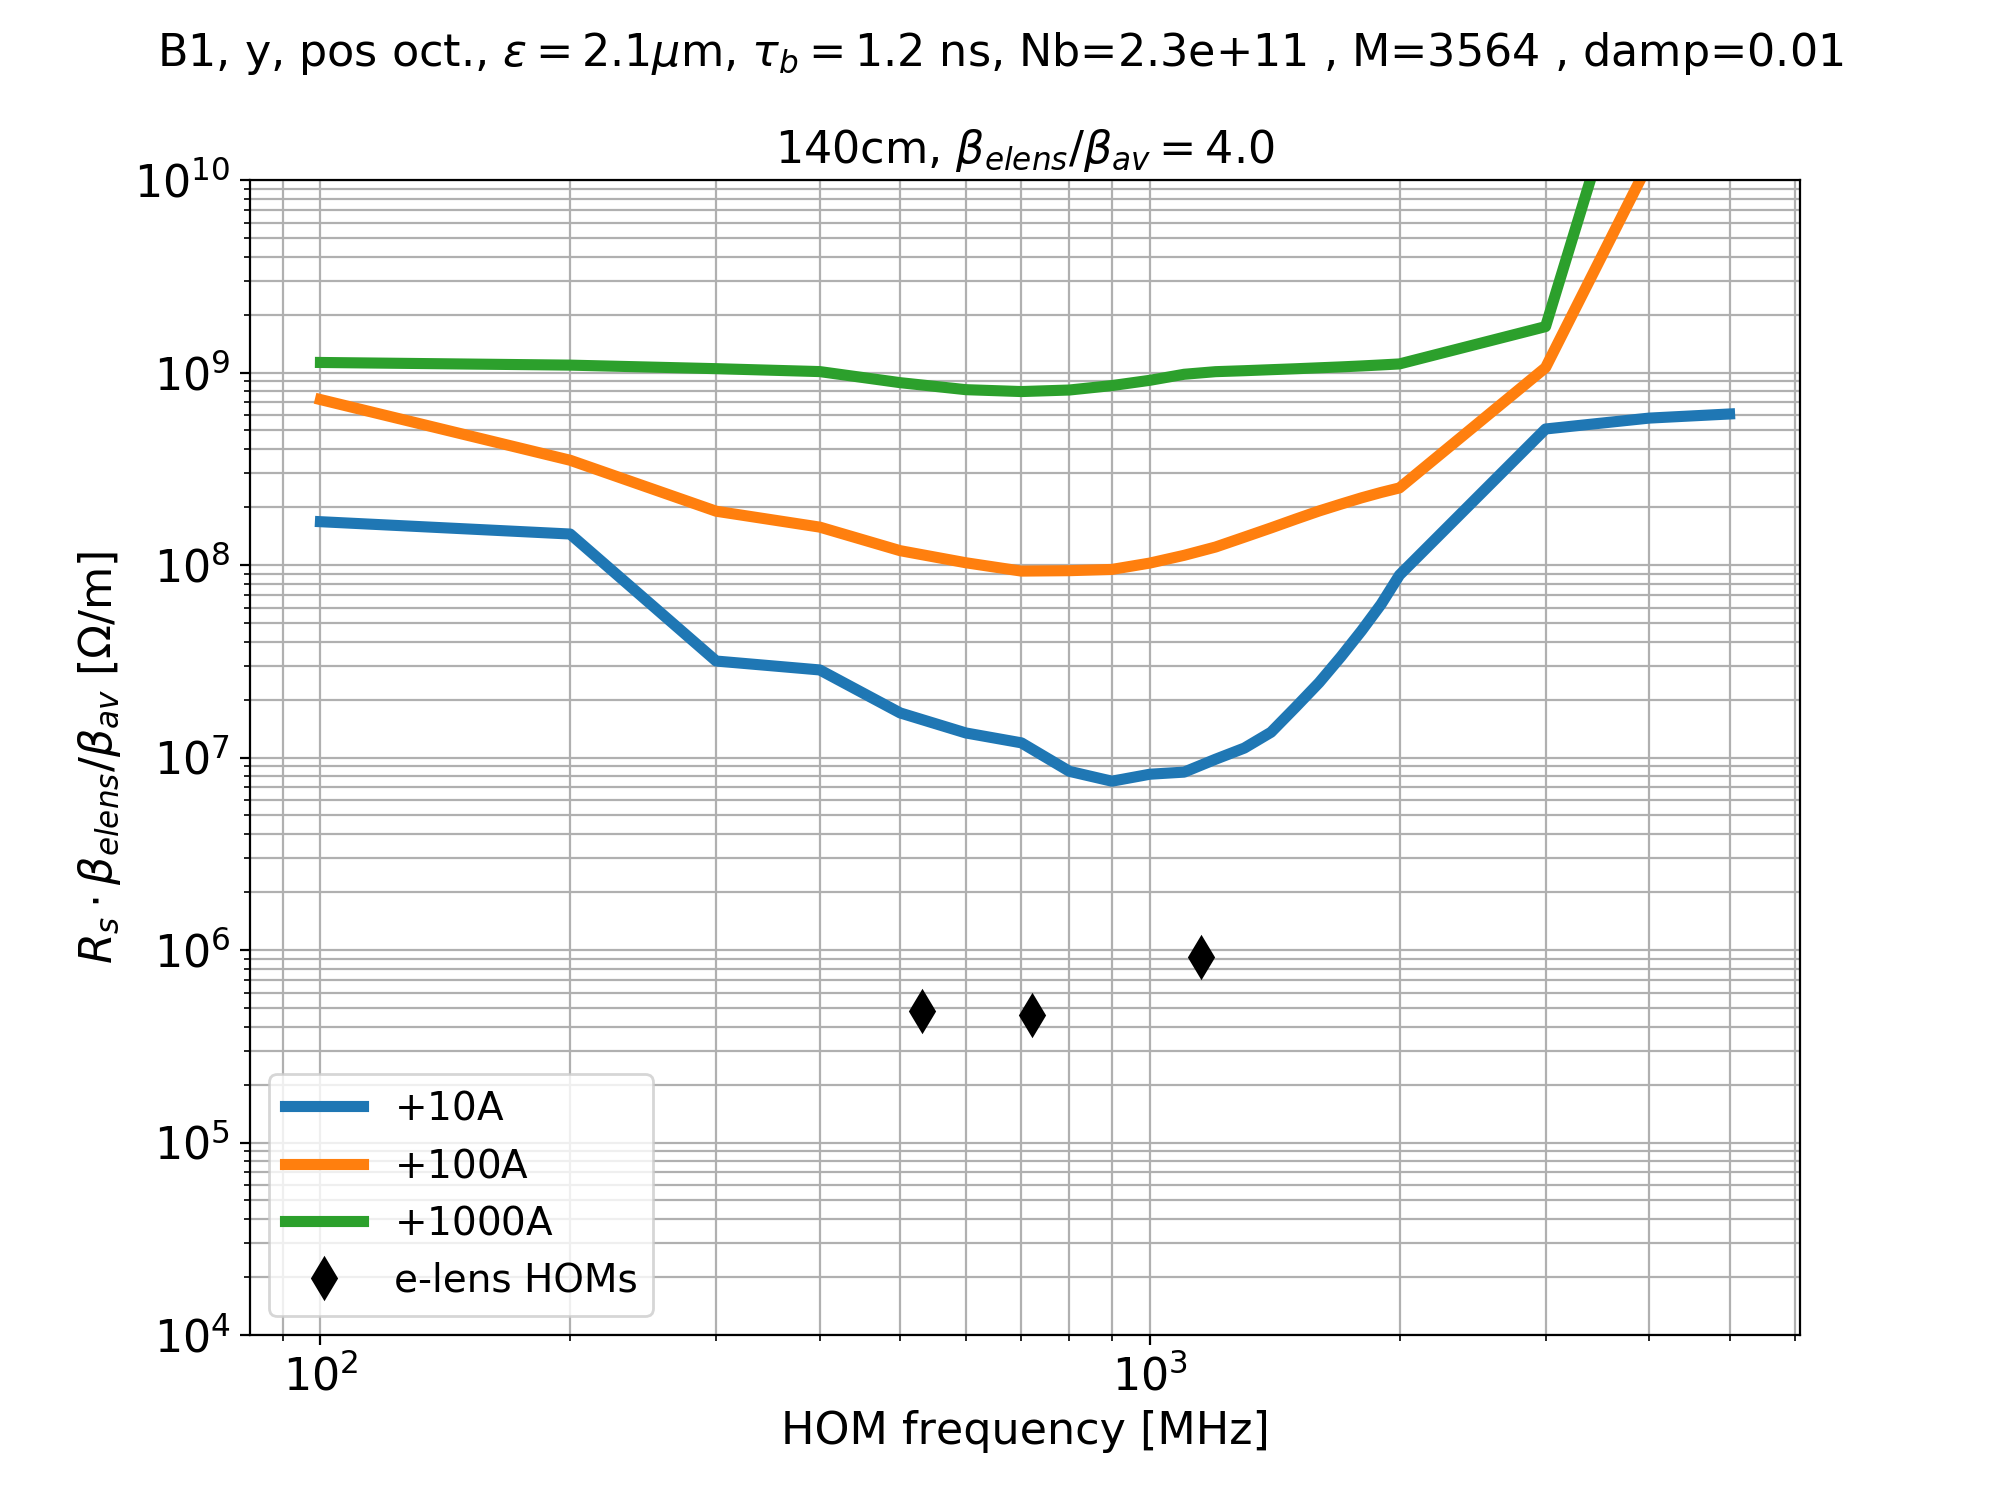 B1, y, pos oct., ε = 2.1μm, τ_b = 1.2 ns, Nb=2.3e+11 , M=3564 , damp=0.01
140cm, β_elens/β_av = 4.0
10^10
10^9
10^8
10^7
10^6
10^5
10^4
R_s · β_elens/β_av [Ω/m]
+10A
+100A
+1000A
e-lens HOMs
10^2
10^3
HOM frequency [MHz]